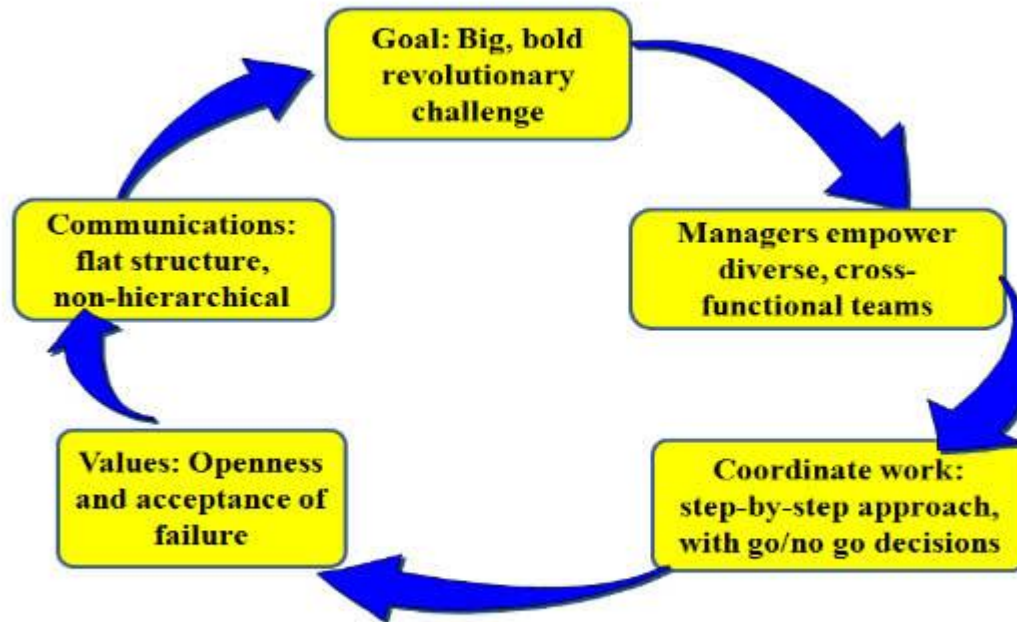 Goal: Big, bold
revolutionary
challenge
Managers empower
diverse, cross-
functional teams
Coordinate work:
step-by-step approach,
with go/no go decisions
Values: Openness
and acceptance of
failure
Communications:
flat structure,
non-hierarchical